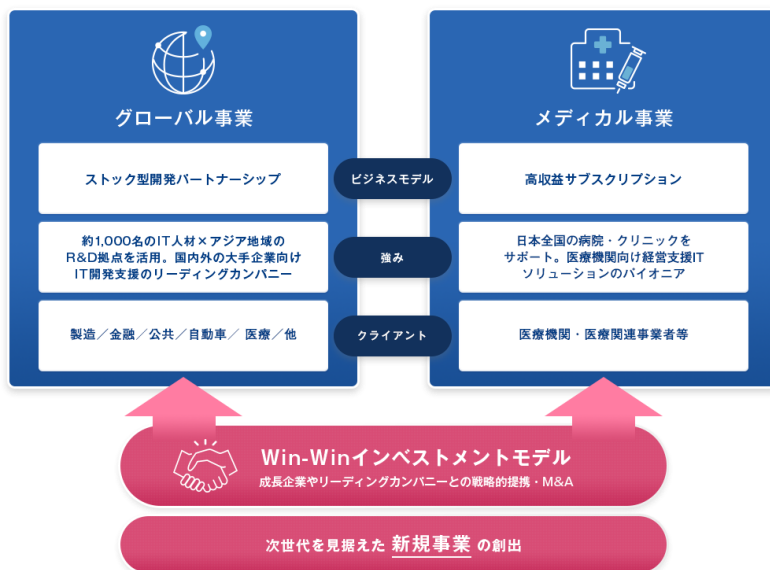 グローバル事業
メディカル事業
ストック型開発パートナーシップ
ビジネスモデル
高収益サブスクリプション
約1,000名のIT人材×アジア地域の
R&D拠点を活用。国内外の大手企業向け
IT開発支援のリーディングカンパニー
強み
日本全国の病院・クリニックを
サポート。医療機関向け経営支援IT
ソリューションのパイオニア
製造／金融／公共／自動車／ 医療／他
クライアント
医療機関・医療関連事業者等
Win-Winインベストメントモデル
成長企業やリーディングカンパニーとの戦略的提携・M&A
次世代を見据えた 新規事業 の創出